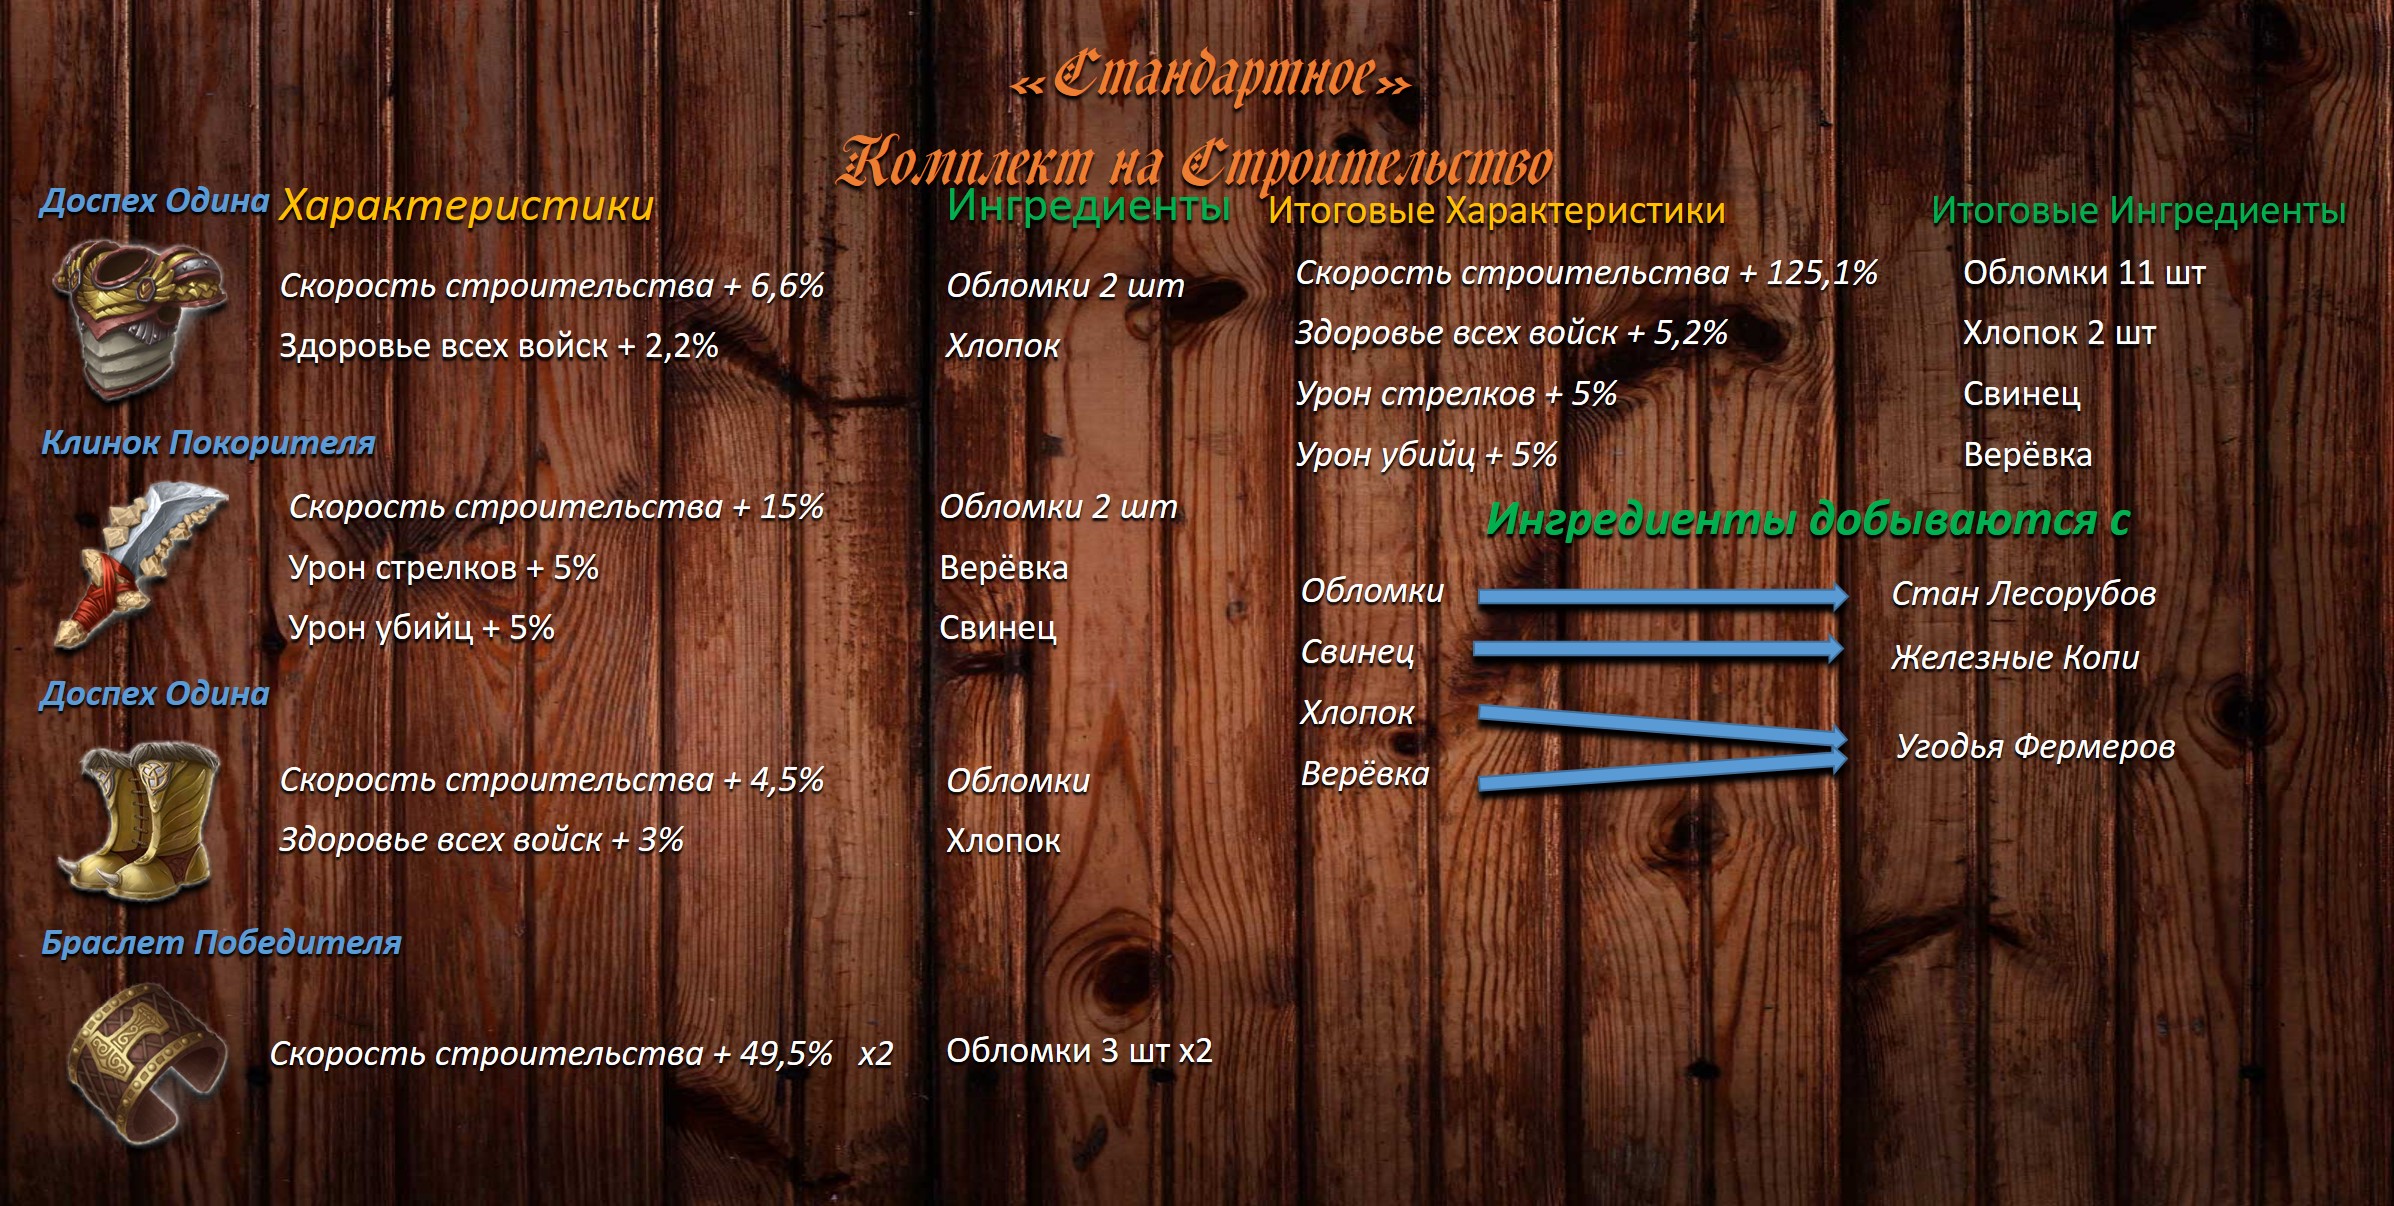 «Стандартное»
Комплект на Строительство
Доспех Одина
Характеристики
Ингредиенты
Скорость строительства + 6,6%
Обломки 2 шт
Здоровье всех войск + 2,2%
Хлопок
Клинок Покорителя
Скорость строительства + 15%
Обломки 2 шт
Урон стрелков + 5%
Верёвка
Урон убийц + 5%
Свинец
Доспех Одина
Скорость строительства + 4,5%
Обломки
Здоровье всех войск + 3%
Хлопок
Браслет Победителя
Скорость строительства + 49,5% x2
Обломки 3 шт x2
Итоговые Характеристики
Итоговые Ингредиенты
Скорость строительства + 125,1%
Обломки 11 шт
Здоровье всех войск + 5,2%
Хлопок 2 шт
Урон стрелков + 5%
Свинец
Урон убийц + 5%
Верёвка
Ингредиенты добываются с
Обломки
Стан Лесорубов
Свинец
Железные Копи
Хлопок
Угодья Фермеров
Верёвка